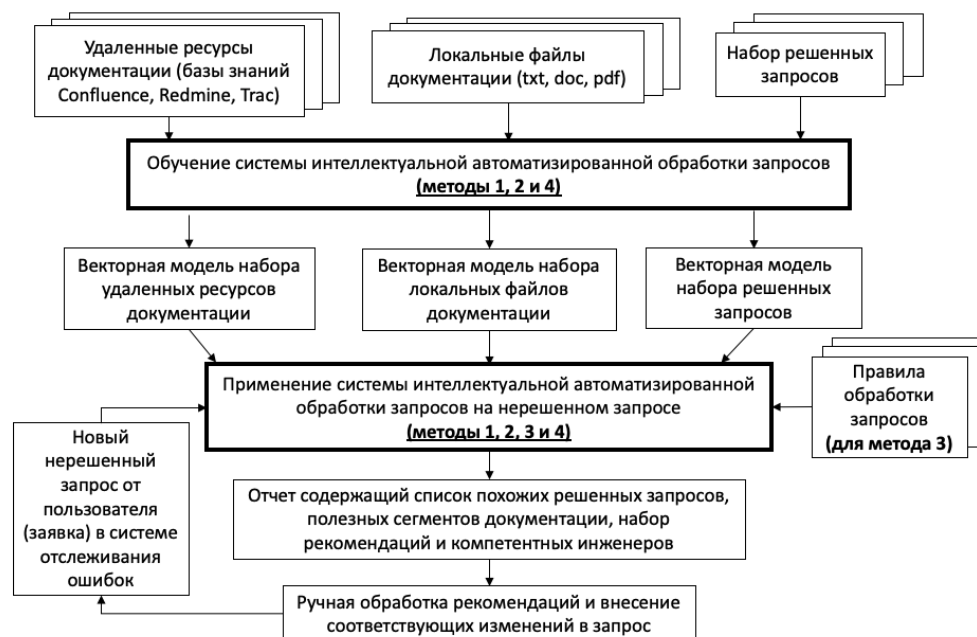 Удаленные ресурсы
документации (базы знаний
Confluence, Redmine, Trac)
Локальные файлы
документации (txt, doc, pdf)
Набор решенных
запросов
Обучение системы интеллектуальной автоматизированной обработки запросов
(методы 1, 2 и 4)
Векторная модель набора
удаленных ресурсов
документации
Векторная модель набора
локальных файлов
документации
Векторная модель
набора решенных
запросов
Применение системы интеллектуальной автоматизированной
обработки запросов на нерешенном запросе
(методы 1, 2, 3 и 4)
Правила
обработки
запросов
(для метода 3)
Новый
нерешенный
запрос от
пользователя
(заявка) в системе
отслеживания
ошибок
Отчет содержащий список похожих решенных запросов,
полезных сегментов документации, набор
рекомендаций и компетентных инженеров
Ручная обработка рекомендаций и внесение
соответствующих изменений в запрос